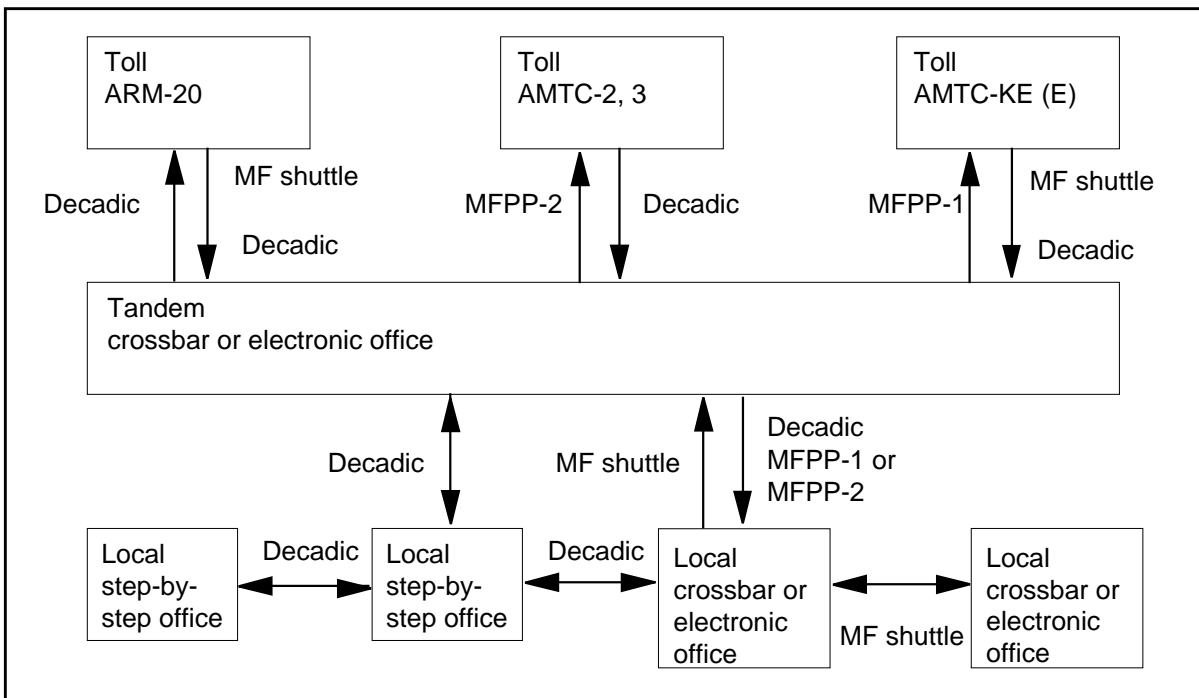 Toll
ARM-20
Toll
AMTC-2, 3
Toll
AMTC-KE (E)
Decadic
MF shuttle
Decadic
MFPP-2
Decadic
MFPP-1
MF shuttle
Decadic
Tandem
crossbar or electronic office
Decadic
MF shuttle
Decadic
MFPP-1 or
MFPP-2
Local
step-by-
step office
Decadic
Local
step-by-
step office
Decadic
Local
crossbar or
electronic
office
MF shuttle
Local
crossbar or
electronic
office